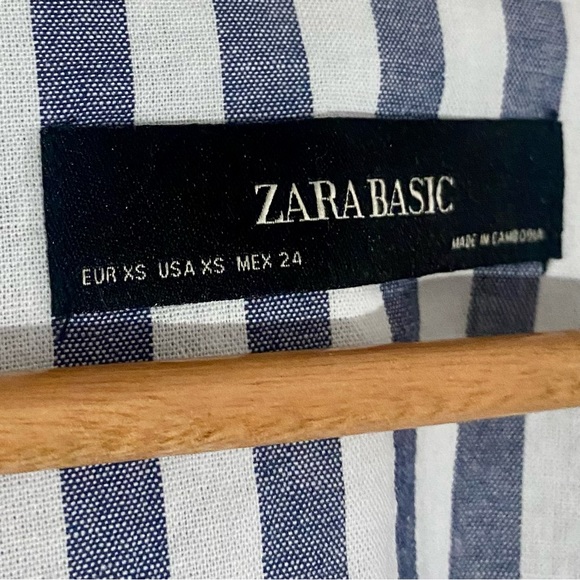 ZARA BASIC
MADE IN CAMBODIA
EUR XS USA XS MEX 24